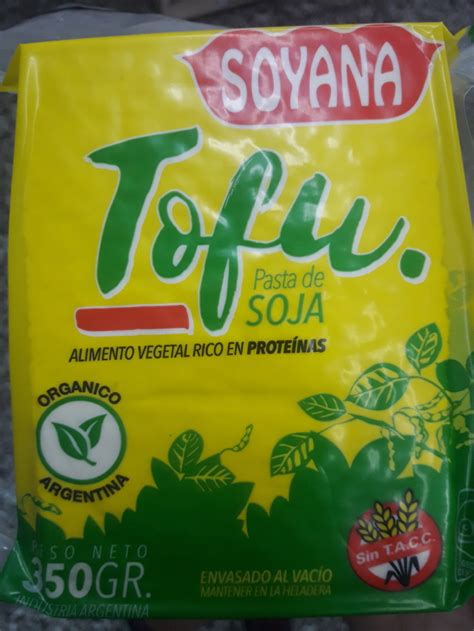 SOYANA
Tofu.
Pasta de
SOJA
ALIMENTO VEGETAL RICO EN PROTEÍNAS
ORGANICO
ARGENTINA
PESO NETO
350GR.
INDUSTRIA ARGENTINA
ENVASADO AL VACÍO
MANTENER EN LA HELADERA
Sin T.A.C.C.